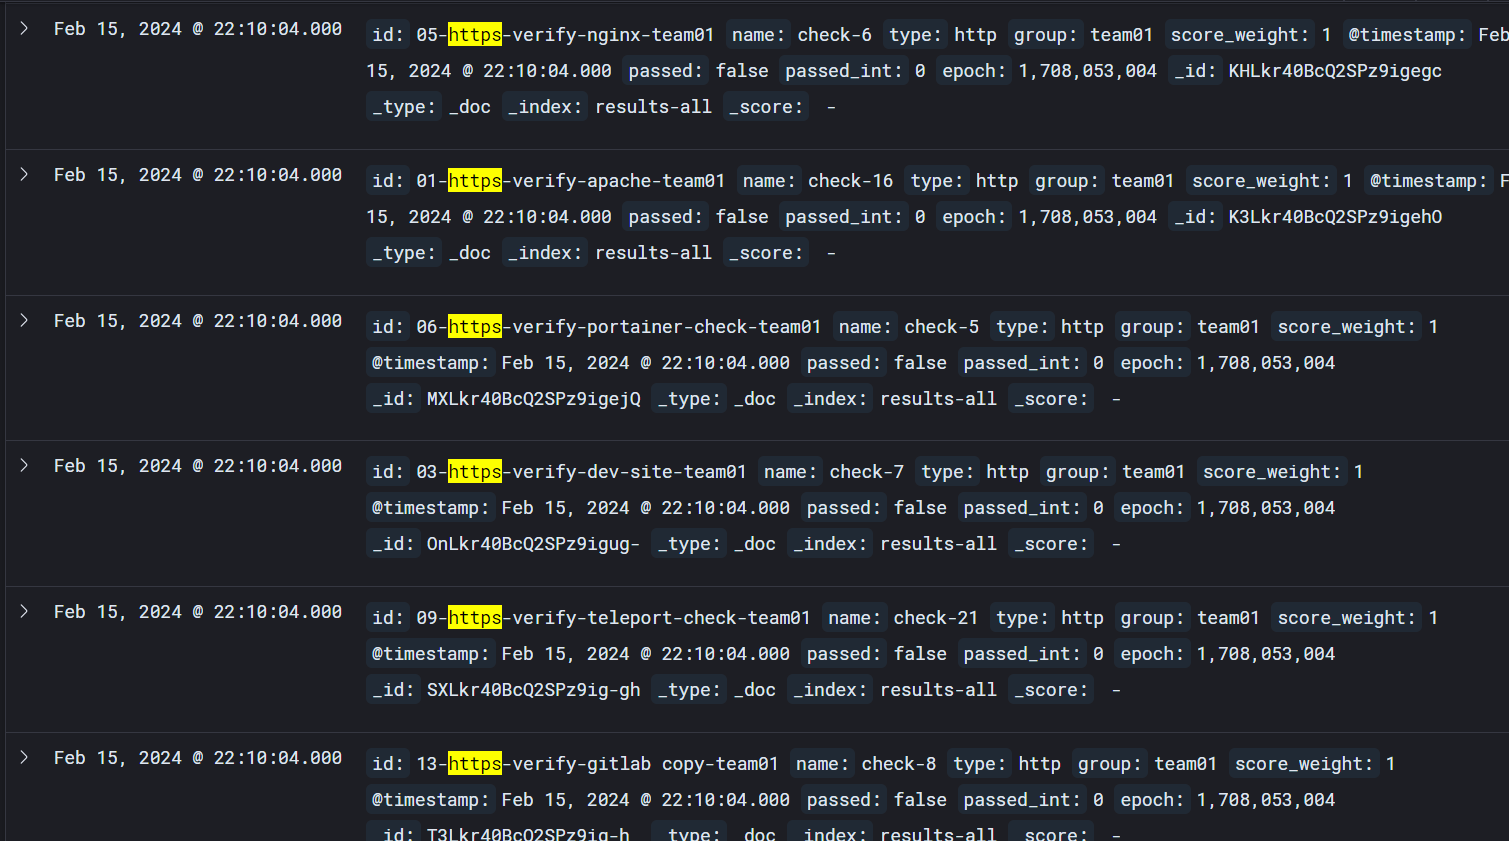 Feb 15, 2024 @ 22:10:04.000 id: 05-https-verify-nginx-team01 name: check-6 type: http group: team01 score_weight: 1 @timestamp: Feb
15, 2024 @ 22:10:04.000 passed: false passed_int: 0 epoch: 1,708,053,004 _id: KHLkr40BcQ2SPz9igegc
_type: _doc _index: results-all _score: -
Feb 15, 2024 @ 22:10:04.000 id: 01-https-verify-apache-team01 name: check-16 type: http group: team01 score_weight: 1 @timestamp: F
15, 2024 @ 22:10:04.000 passed: false passed_int: 0 epoch: 1,708,053,004 _id: K3Lkr40BcQ2SPz9igehO
_type: _doc _index: results-all _score: -
Feb 15, 2024 @ 22:10:04.000 id: 06-https-verify-portainer-check-team01 name: check-5 type: http group: team01 score_weight: 1
@timestamp: Feb 15, 2024 @ 22:10:04.000 passed: false passed_int: 0 epoch: 1,708,053,004
_id: MXLkr40BcQ2SPz9igejQ _type: _doc _index: results-all _score: -
Feb 15, 2024 @ 22:10:04.000 id: 03-https-verify-dev-site-team01 name: check-7 type: http group: team01 score_weight: 1
@timestamp: Feb 15, 2024 @ 22:10:04.000 passed: false passed_int: 0 epoch: 1,708,053,004
_id: OnLkr40BcQ2SPz9igug- _type: _doc _index: results-all _score: -
Feb 15, 2024 @ 22:10:04.000 id: 09-https-verify-teleport-check-team01 name: check-21 type: http group: team01 score_weight: 1
@timestamp: Feb 15, 2024 @ 22:10:04.000 passed: false passed_int: 0 epoch: 1,708,053,004
_id: SXLkr40BcQ2SPz9ig-gh _type: _doc _index: results-all _score: -
Feb 15, 2024 @ 22:10:04.000 id: 13-https-verify-gitlab copy-team01 name: check-8 type: http group: team01 score_weight: 1
@timestamp: Feb 15, 2024 @ 22:10:04.000 passed: false passed_int: 0 epoch: 1,708,053,004
_id: T3Lkr40BcQ2SPz9ig-h_ _type: _doc _index: results-all _score: -